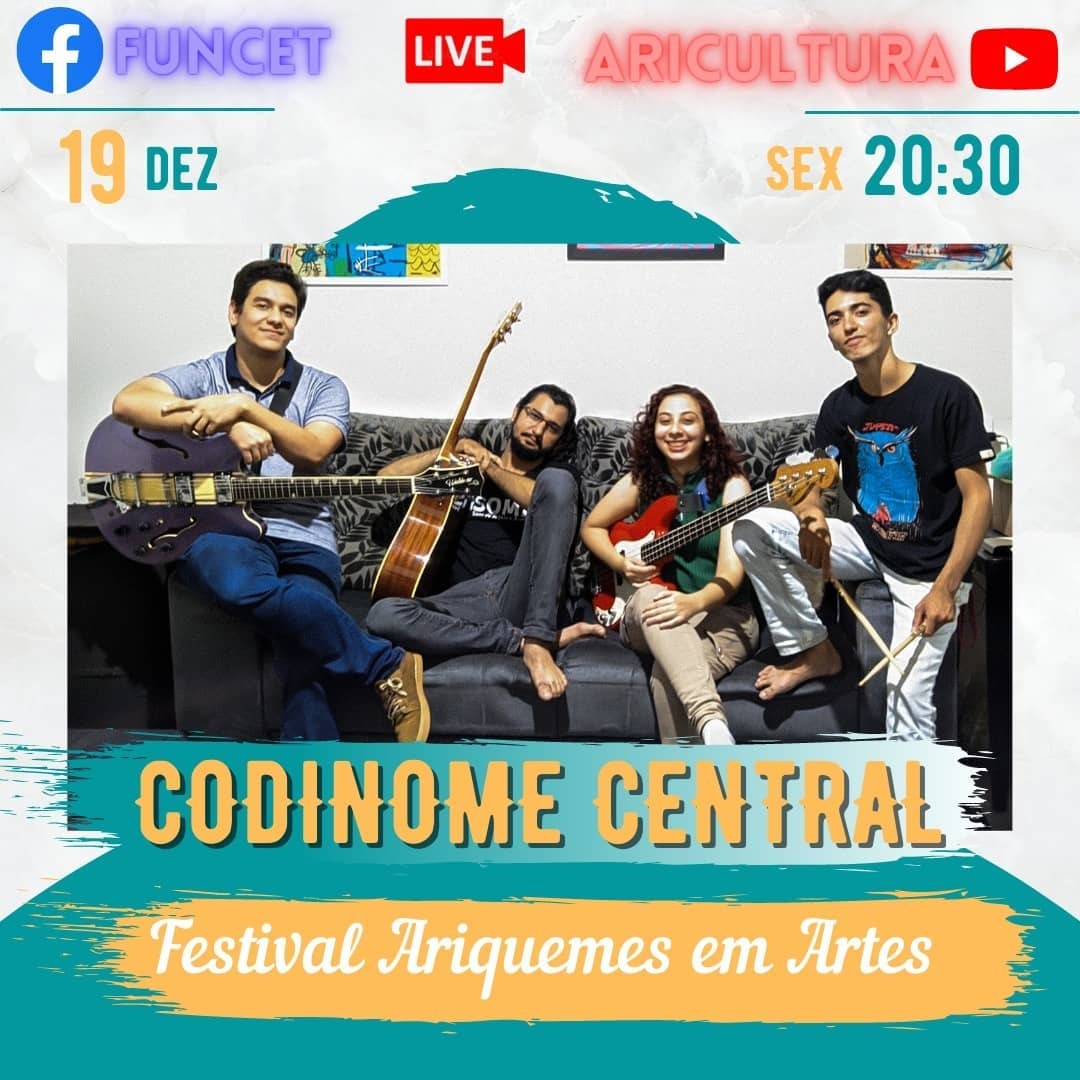 FUNCET
LIVE
ARICULTURA
19 DEZ
SEX 20:30
CODINOME CENTRAL
Festival Ariquemes em Artes